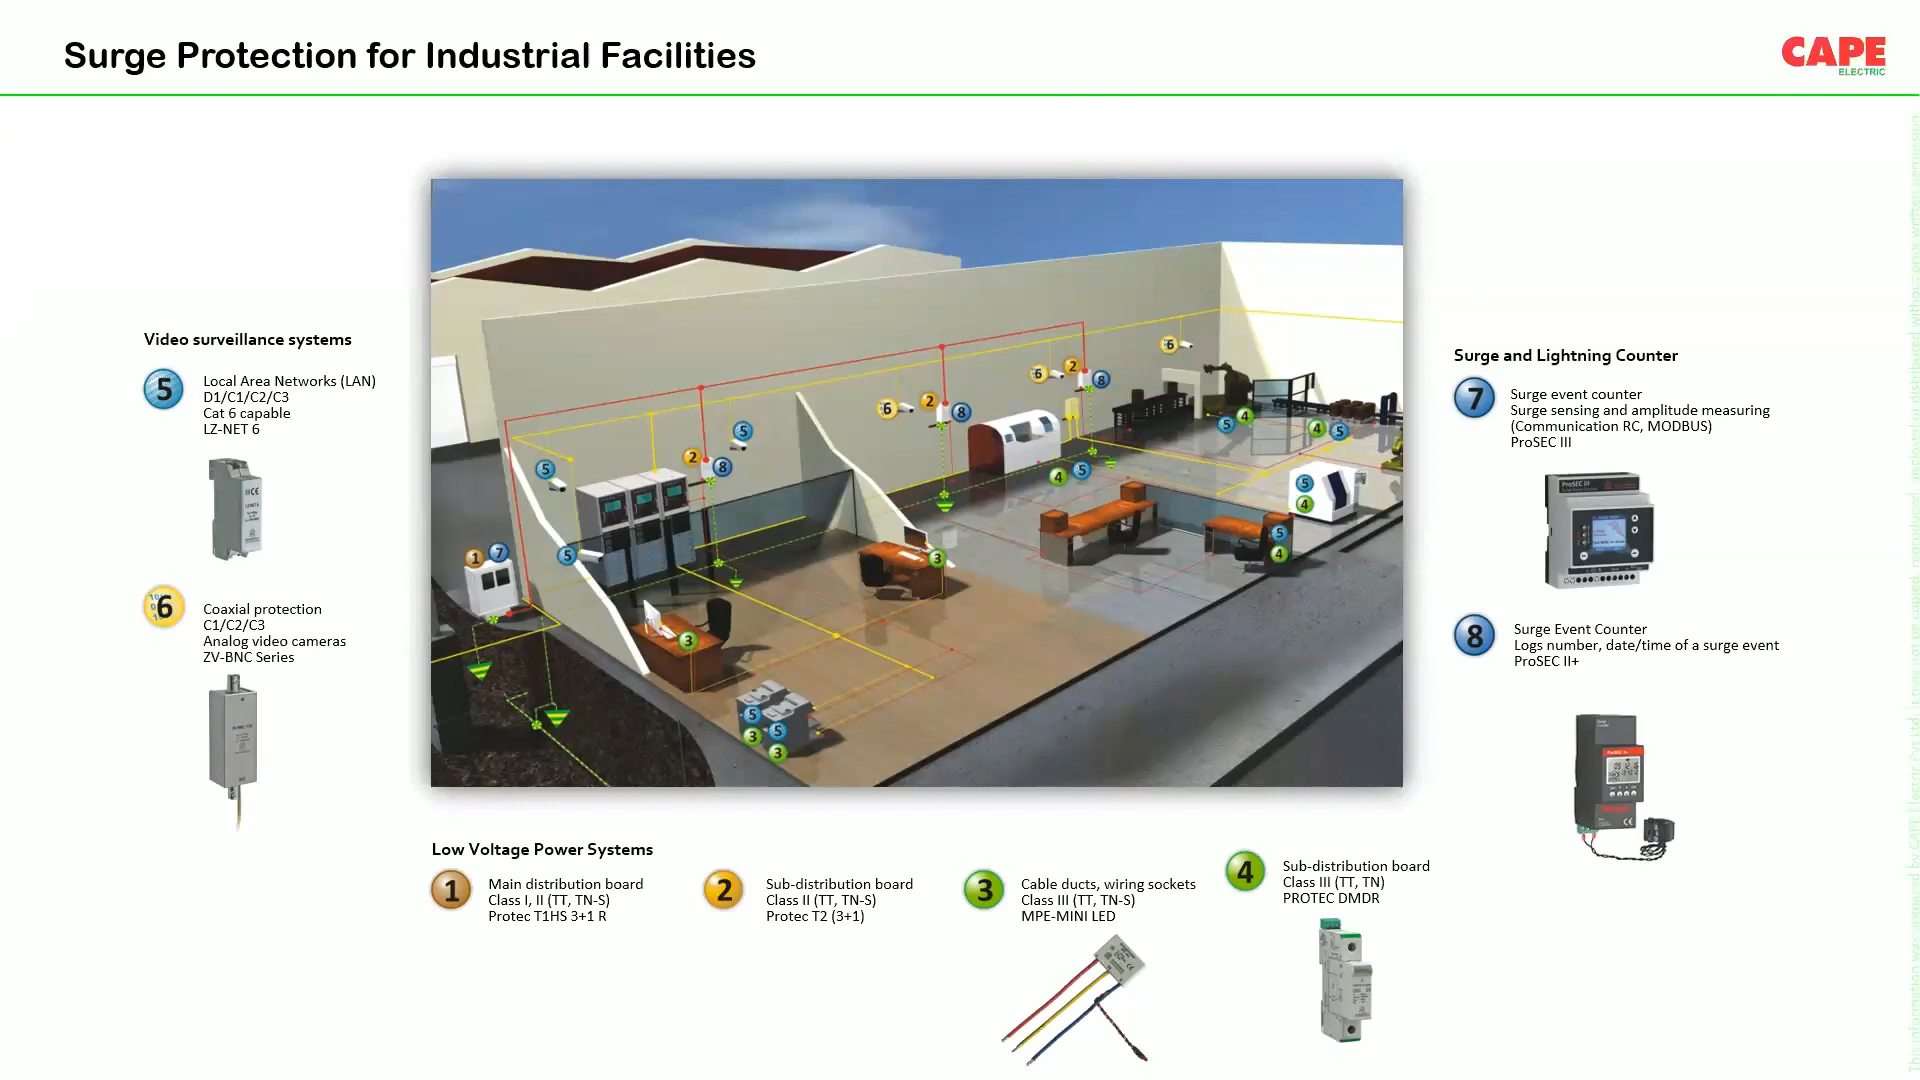 Surge Protection for Industrial Facilities
CAPE
ELECTRIC
Video surveillance systems
5
Local Area Networks (LAN)
D1/C1/C2/C3
Cat 6 capable
LZ-NET 6
6
Coaxial protection
C1/C2/C3
Analog video cameras
ZV-BNC Series
Surge and Lightning Counter
7
Surge event counter
Surge sensing and amplitude measuring
(Communication RC, MODBUS)
ProSEC III
ProSEC III
8
Surge Event Counter
Logs number, date/time of a surge event
ProSEC II+
Low Voltage Power Systems
1
Main distribution board
Class I, II (TT, TN-S)
Protec T1HS 3+1 R
2
Sub-distribution board
Class II (TT, TN-S)
Protec T2 (3+1)
3
Cable ducts, wiring sockets
Class III (TT, TN-S)
MPE-MINI LED
4
Sub-distribution board
Class III (TT, TN)
PROTEC DMDR